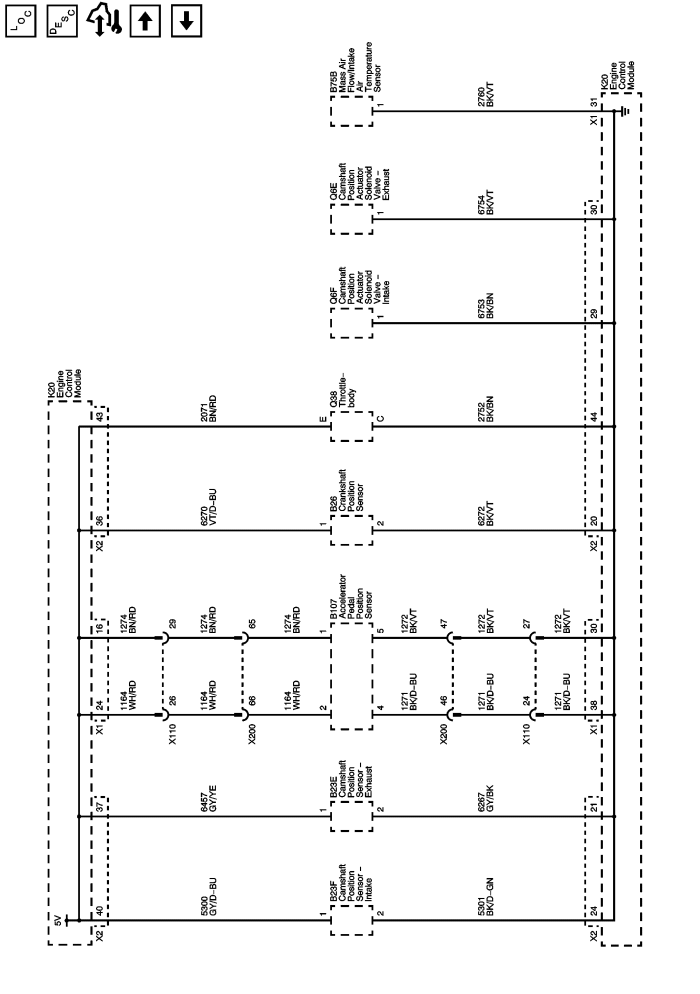 LOC
DESC
B75B
Mass Air
Flow/Intake
Air
Temperature
Sensor
1
2760
BK/VT
31
X1
K20
Engine
Control
Module
Q6E
Camshaft
Position
Actuator
Solenoid
Valve –
Exhaust
1
6754
BK/VT
30
Q6F
Camshaft
Position
Actuator
Solenoid
Valve –
Intake
1
6753
BK/BN
29
K20
Engine
Control
Module
43
2071
BN/RD
E
Q38
Throttle–
body
C
2752
BK/BN
44
36
X2
6270
VT/D–BU
1
B26
Crankshaft
Position
Sensor
2
6272
BK/VT
20
X2
16
1274
BN/RD
29
1274
BN/RD
65
1274
BN/RD
1
B107
Accelerator
Pedal
Position
Sensor
5
1272
BK/VT
47
1272
BK/VT
27
1272
BK/VT
30
24
X1
1164
WH/RD
26
X110
1164
WH/RD
66
X200
1164
WH/RD
2
4
1271
BK/D–BU
46
X200
1271
BK/D–BU
24
X110
1271
BK/D–BU
38
X1
37
6457
GY/YE
1
B23E
Camshaft
Position
Sensor –
Exhaust
2
6267
GY/BK
21
5V
40
X2
5300
GY/D–BU
1
B23F
Camshaft
Position
Sensor –
Intake
2
5301
BK/D–GN
24
X2